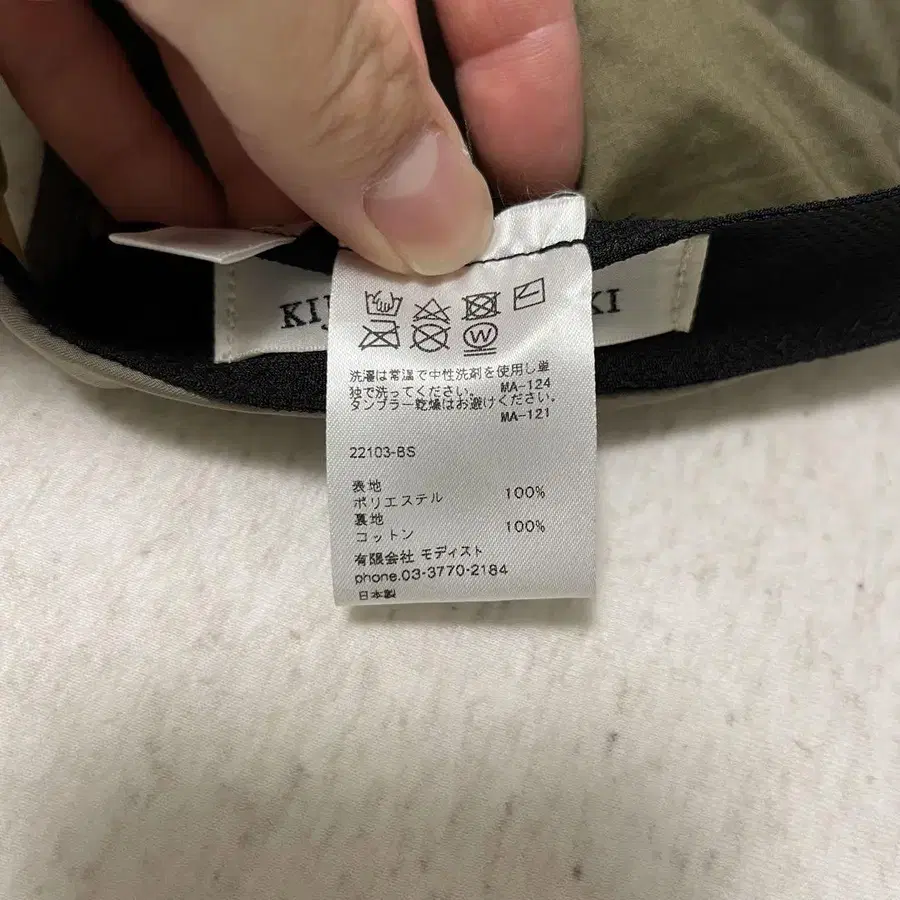 KIJ KI
W
洗濯は常温で中性洗剤を使用し単
独で洗ってください。 MA-124
タンブラー乾燥はお避けください。
MA-121
22103-BS
表地
ポリエステル 100%
裏地
コットン 100%
有限会社 モディスト
phone.03-3770-2184
日本製